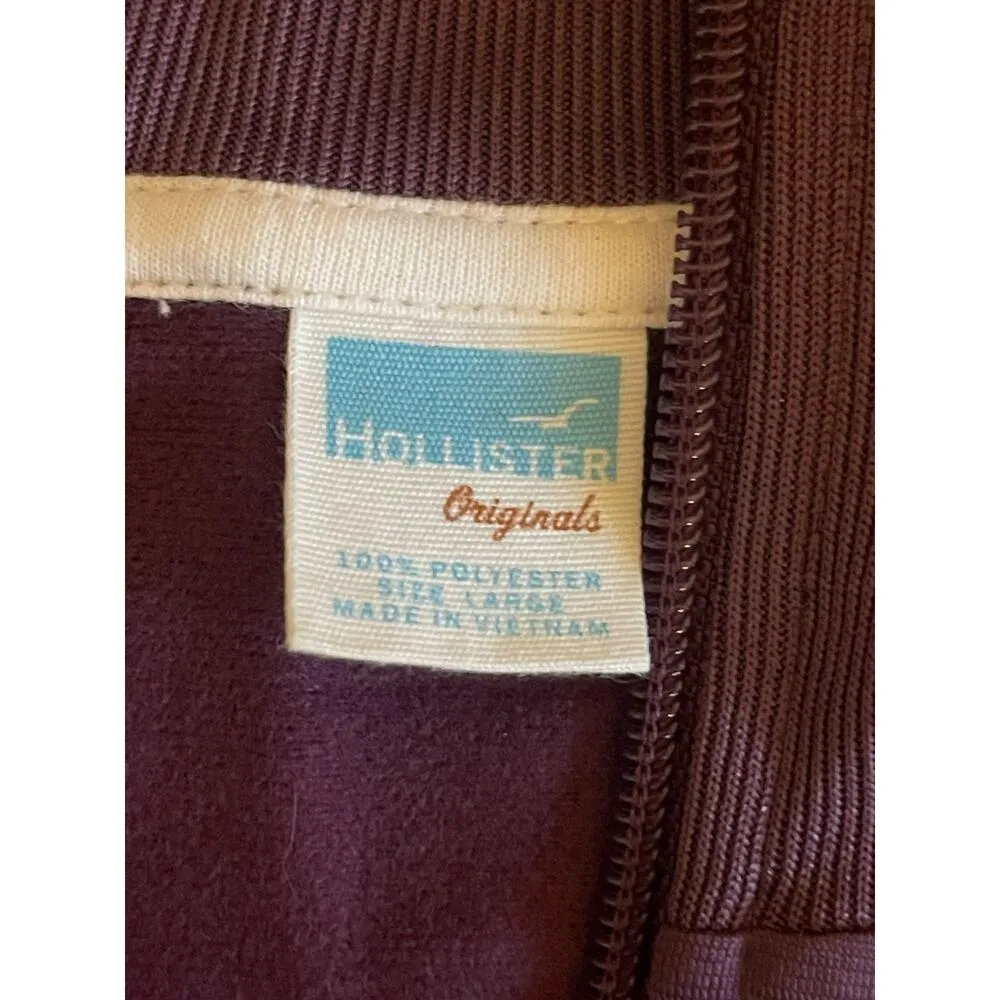 HOLLISTER
Originals
100% POLYESTER
SIZE LARGE
MADE IN VIETNAM